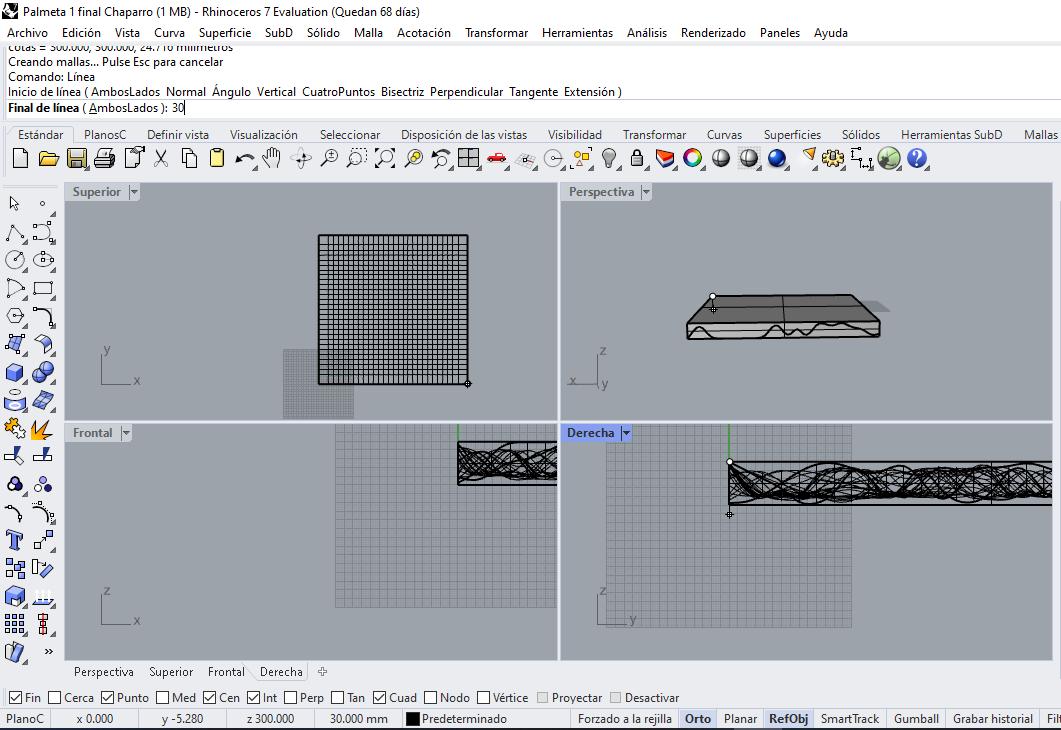 Palmeta 1 final Chaparro (1 MB) - Rhinoceros 7 Evaluation (Quedan 68 días)
Archivo Edición Vista Curva Superficie SubD Sólido Malla Acotación Transformar Herramientas Análisis Renderizado Paneles Ayuda
cotas = 300.000, 300.000, 24.716 milímetros
Creando mallas... Pulse Esc para cancelar
Comando: Línea
Inicio de línea ( AmbosLados Normal Ángulo Vertical CuatroPuntos Bisectriz Perpendicular Tangente Extensión )
Final de línea ( AmbosLados ): 30
Estándar PlanosC Definir vista Visualización Seleccionar Disposición de las vistas Visibilidad Transformar Curvas Superficies Sólidos Herramientas SubD Mallas
Superior
Perspectiva
y
x
z
x
y
Frontal
Derecha
z
x
z
y
Perspectiva Superior Frontal Derecha
Fin Cerca Punto Med Cen Int Perp Tan Cuad Nodo Vértice Proyectar Desactivar
PlanoC x 0.000 y -5.280 z 300.000 30.000 mm Predeterminado Forzado a la rejilla Orto Planar RefObj SmartTrack Gumball Grabar historial